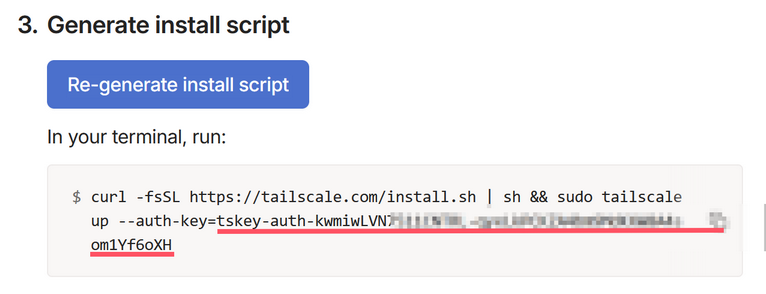 3. Generate install script
Re-generate install script
In your terminal, run:
$ curl -fsSL https://tailscale.com/install.sh | sh && sudo tailscale
up --auth-key=tskey-auth-kwmiwLVN
om1Yf6oXH